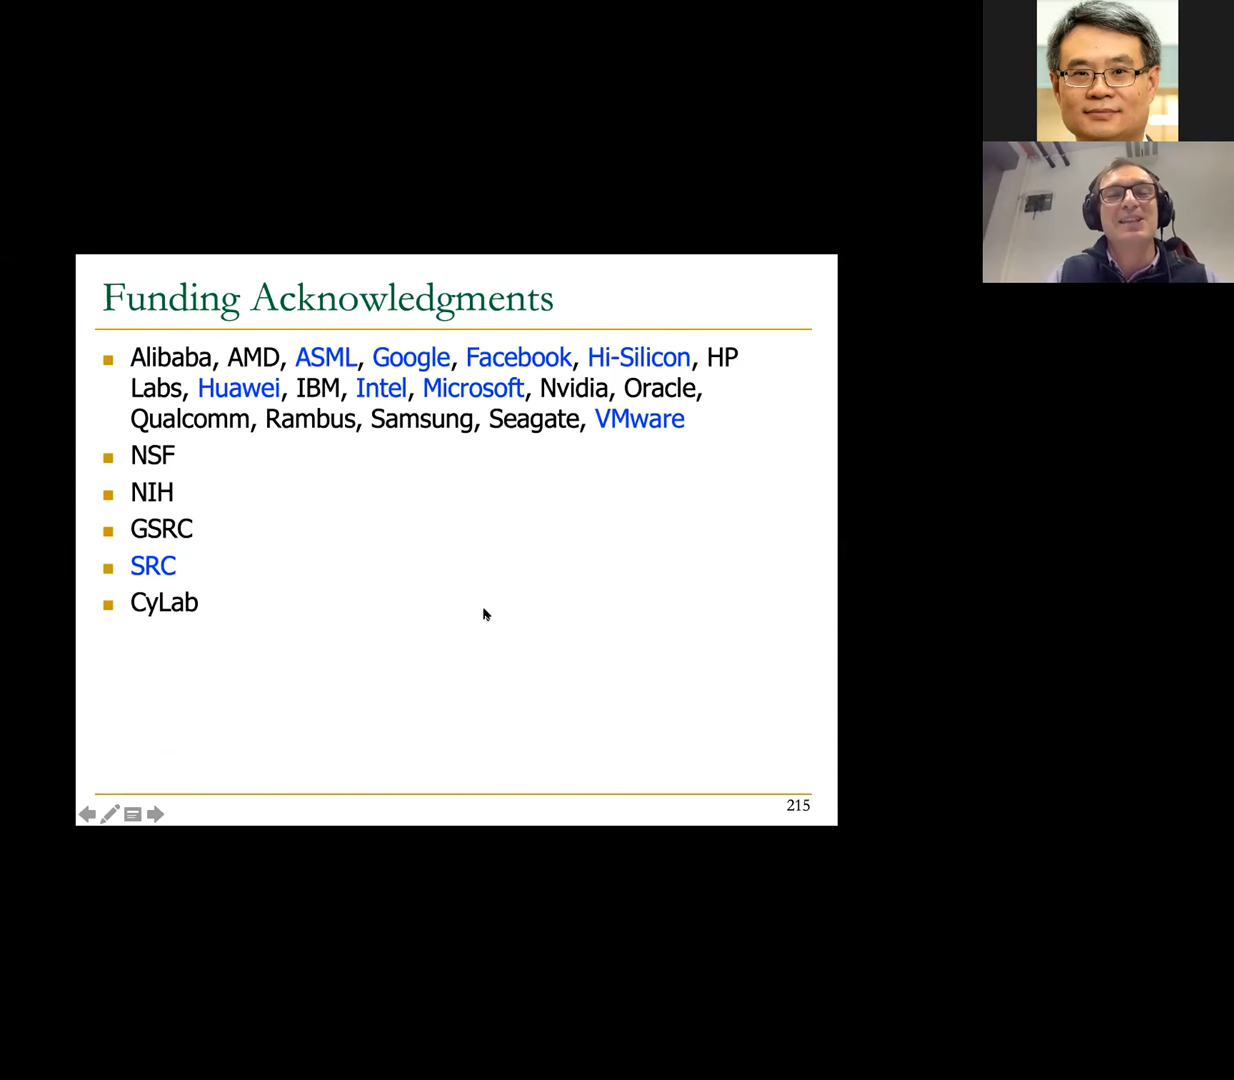 Funding Acknowledgments
Alibaba, AMD, ASML, Google, Facebook, Hi-Silicon, HP
Labs, Huawei, IBM, Intel, Microsoft, Nvidia, Oracle,
Qualcomm, Rambus, Samsung, Seagate, VMware
NSF
NIH
GSRC
SRC
CyLab
215